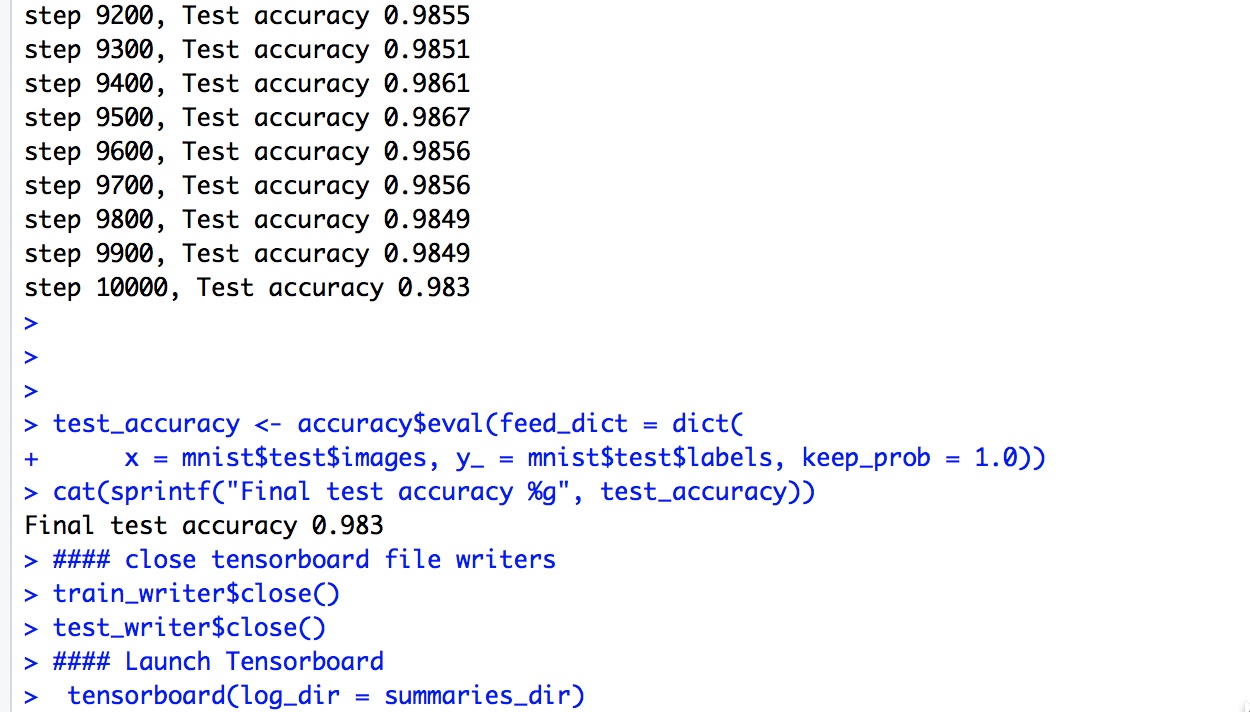 step 9200, Test accuracy 0.9855
step 9300, Test accuracy 0.9851
step 9400, Test accuracy 0.9861
step 9500, Test accuracy 0.9867
step 9600, Test accuracy 0.9856
step 9700, Test accuracy 0.9856
step 9800, Test accuracy 0.9849
step 9900, Test accuracy 0.9849
step 10000, Test accuracy 0.983
>
>
>
> test_accuracy <- accuracy$eval(feed_dict = dict(
+      x = mnist$test$images, y_ = mnist$test$labels, keep_prob = 1.0))
> cat(sprintf("Final test accuracy %g", test_accuracy))
Final test accuracy 0.983
> #### close tensorboard file writers
> train_writer$close()
> test_writer$close()
> #### Launch Tensorboard
>  tensorboard(log_dir = summaries_dir)